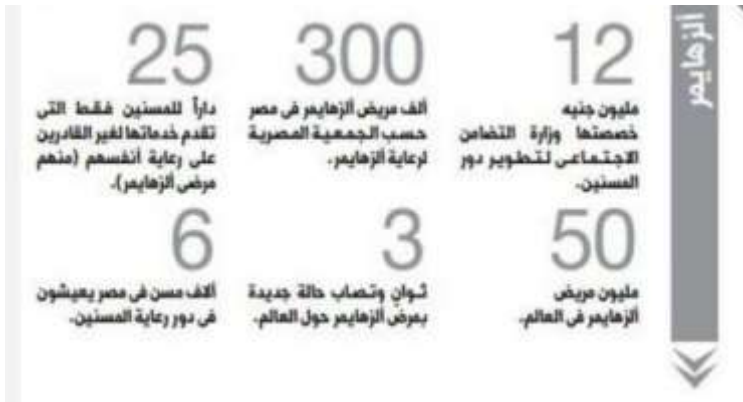 ألزهايمر
12
مليون جنيه
خصصتها وزارة التضامن
الاجتماعى لتطوير دور
المسنين.
300
ألف مريض ألزهايمر فى مصر
حسب الجمعية المصرية
لرعاية ألزهايمر.
25
داراً للمسنين فقط التى
تقدم خدماتها لغير القادرين
على رعاية أنفسهم (منهم
مرضى ألزهايمر).
50
مليون مريض
ألزهايمر فى العالم.
3
ثوانٍ وتصاب حالة جديدة
بمرض ألزهايمر حول العالم.
6
آلاف مسن فى مصر يعيشون
فى دور رعاية المسنين.